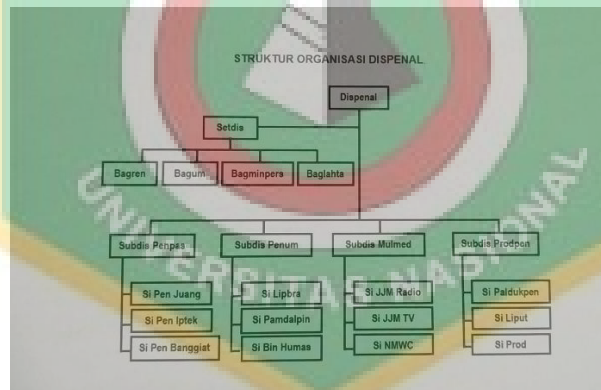 STRUKTUR ORGANISASI DISPENAL
Dispenal
Setdis
Bagren Bagum Bagminpers Baglahta
Subdis Penpas Subdis Penum Subdis Mulmed Subdis Prodpen
Si Pen Juang Si Lipbra Si JJM Radio Si Paldukpen
Si Pen Iptek Si Pamdalpin Si JJM TV Si Liput
Si Pen Banggiat Si Bin Humas Si NMWC Si Prod
UNIVERSITAS NASIONAL